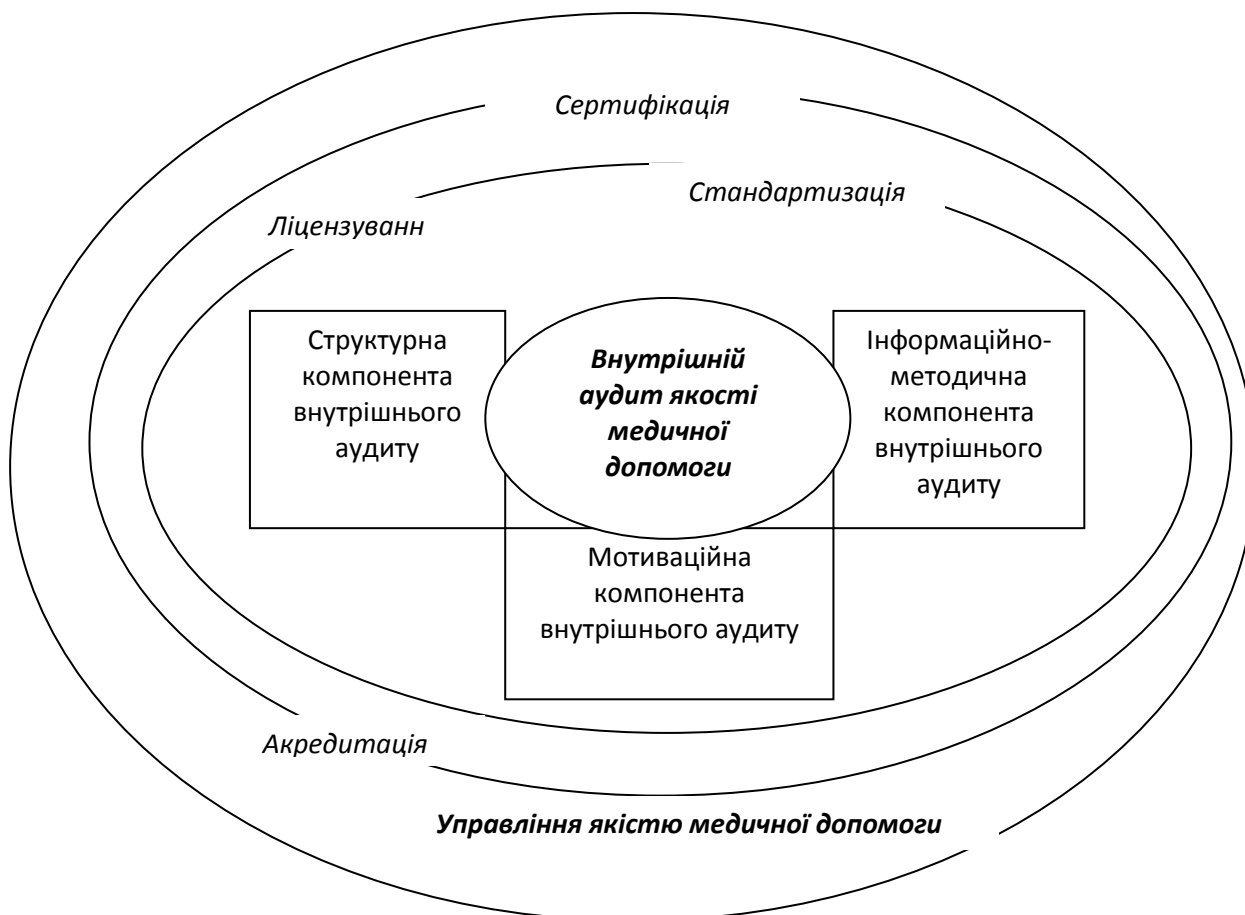 Сертифікація
Стандартизація
Ліцензуванн
Структурна
компонента
внутрішнього
аудиту
Внутрішній
аудит якості
медичної
допомоги
Інформаційно-
методична
компонента
внутрішнього
аудиту
Мотиваційна
компонента
внутрішнього аудиту
Акредитація
Управління якістю медичної допомоги